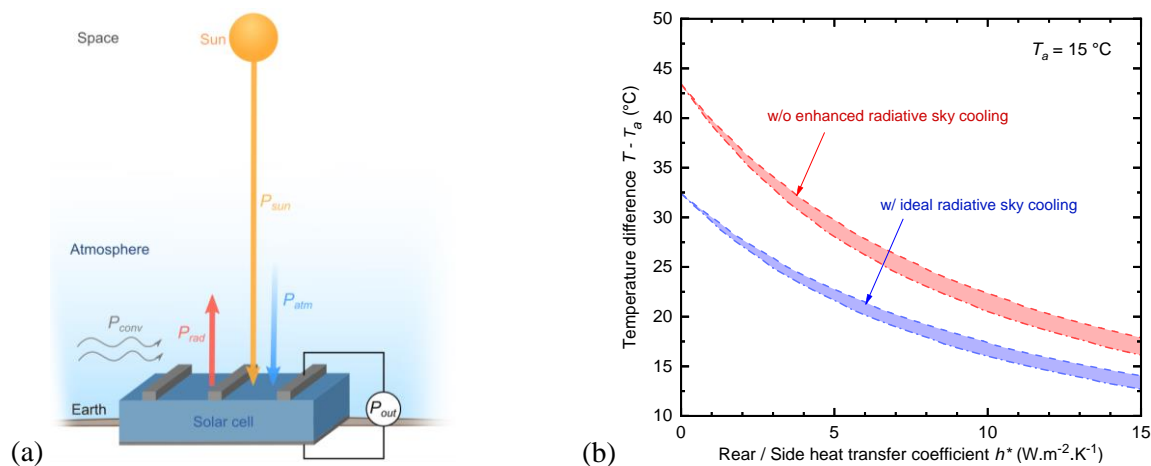 Space
Sun
P_sun
Atmosphere
P_atm
P_conv
P_rad
Earth
P_out
Solar cell
(a)
50
45
40
35
30
25
20
15
10
Temperature difference T - T_a (°C)
T_a = 15 °C
w/o enhanced radiative sky cooling
w/ ideal radiative sky cooling
0 5 10 15
Rear / Side heat transfer coefficient h* (W.m⁻².K⁻¹)
(b)